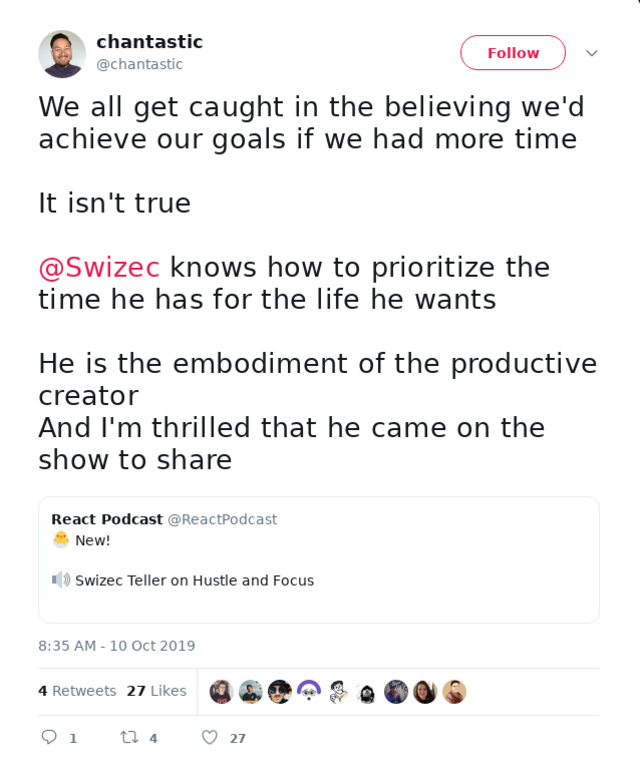 chantastic
@chantastic
Follow
We all get caught in the believing we'd
achieve our goals if we had more time
It isn't true
@Swizec knows how to prioritize the
time he has for the life he wants
He is the embodiment of the productive
creator
And I'm thrilled that he came on the
show to share
React Podcast @ReactPodcast
🐣 New!
🔊 Swizec Teller on Hustle and Focus
8:35 AM - 10 Oct 2019
4 Retweets 27 Likes
1 4 27